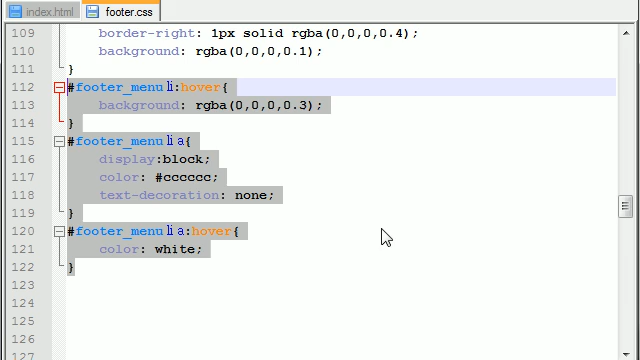 index.html footer.css
109 border-right: 1px solid rgba(0,0,0,0.4);
110 background: rgba(0,0,0,0.1);
111 }
112 #footer_menu li:hover{
113 background: rgba(0,0,0,0.3);
114 }
115 #footer_menu li a{
116 display:block;
117 color: #cccccc;
118 text-decoration: none;
119 }
120 #footer_menu li a:hover{
121 color: white;
122 }
123
124
125
126
127